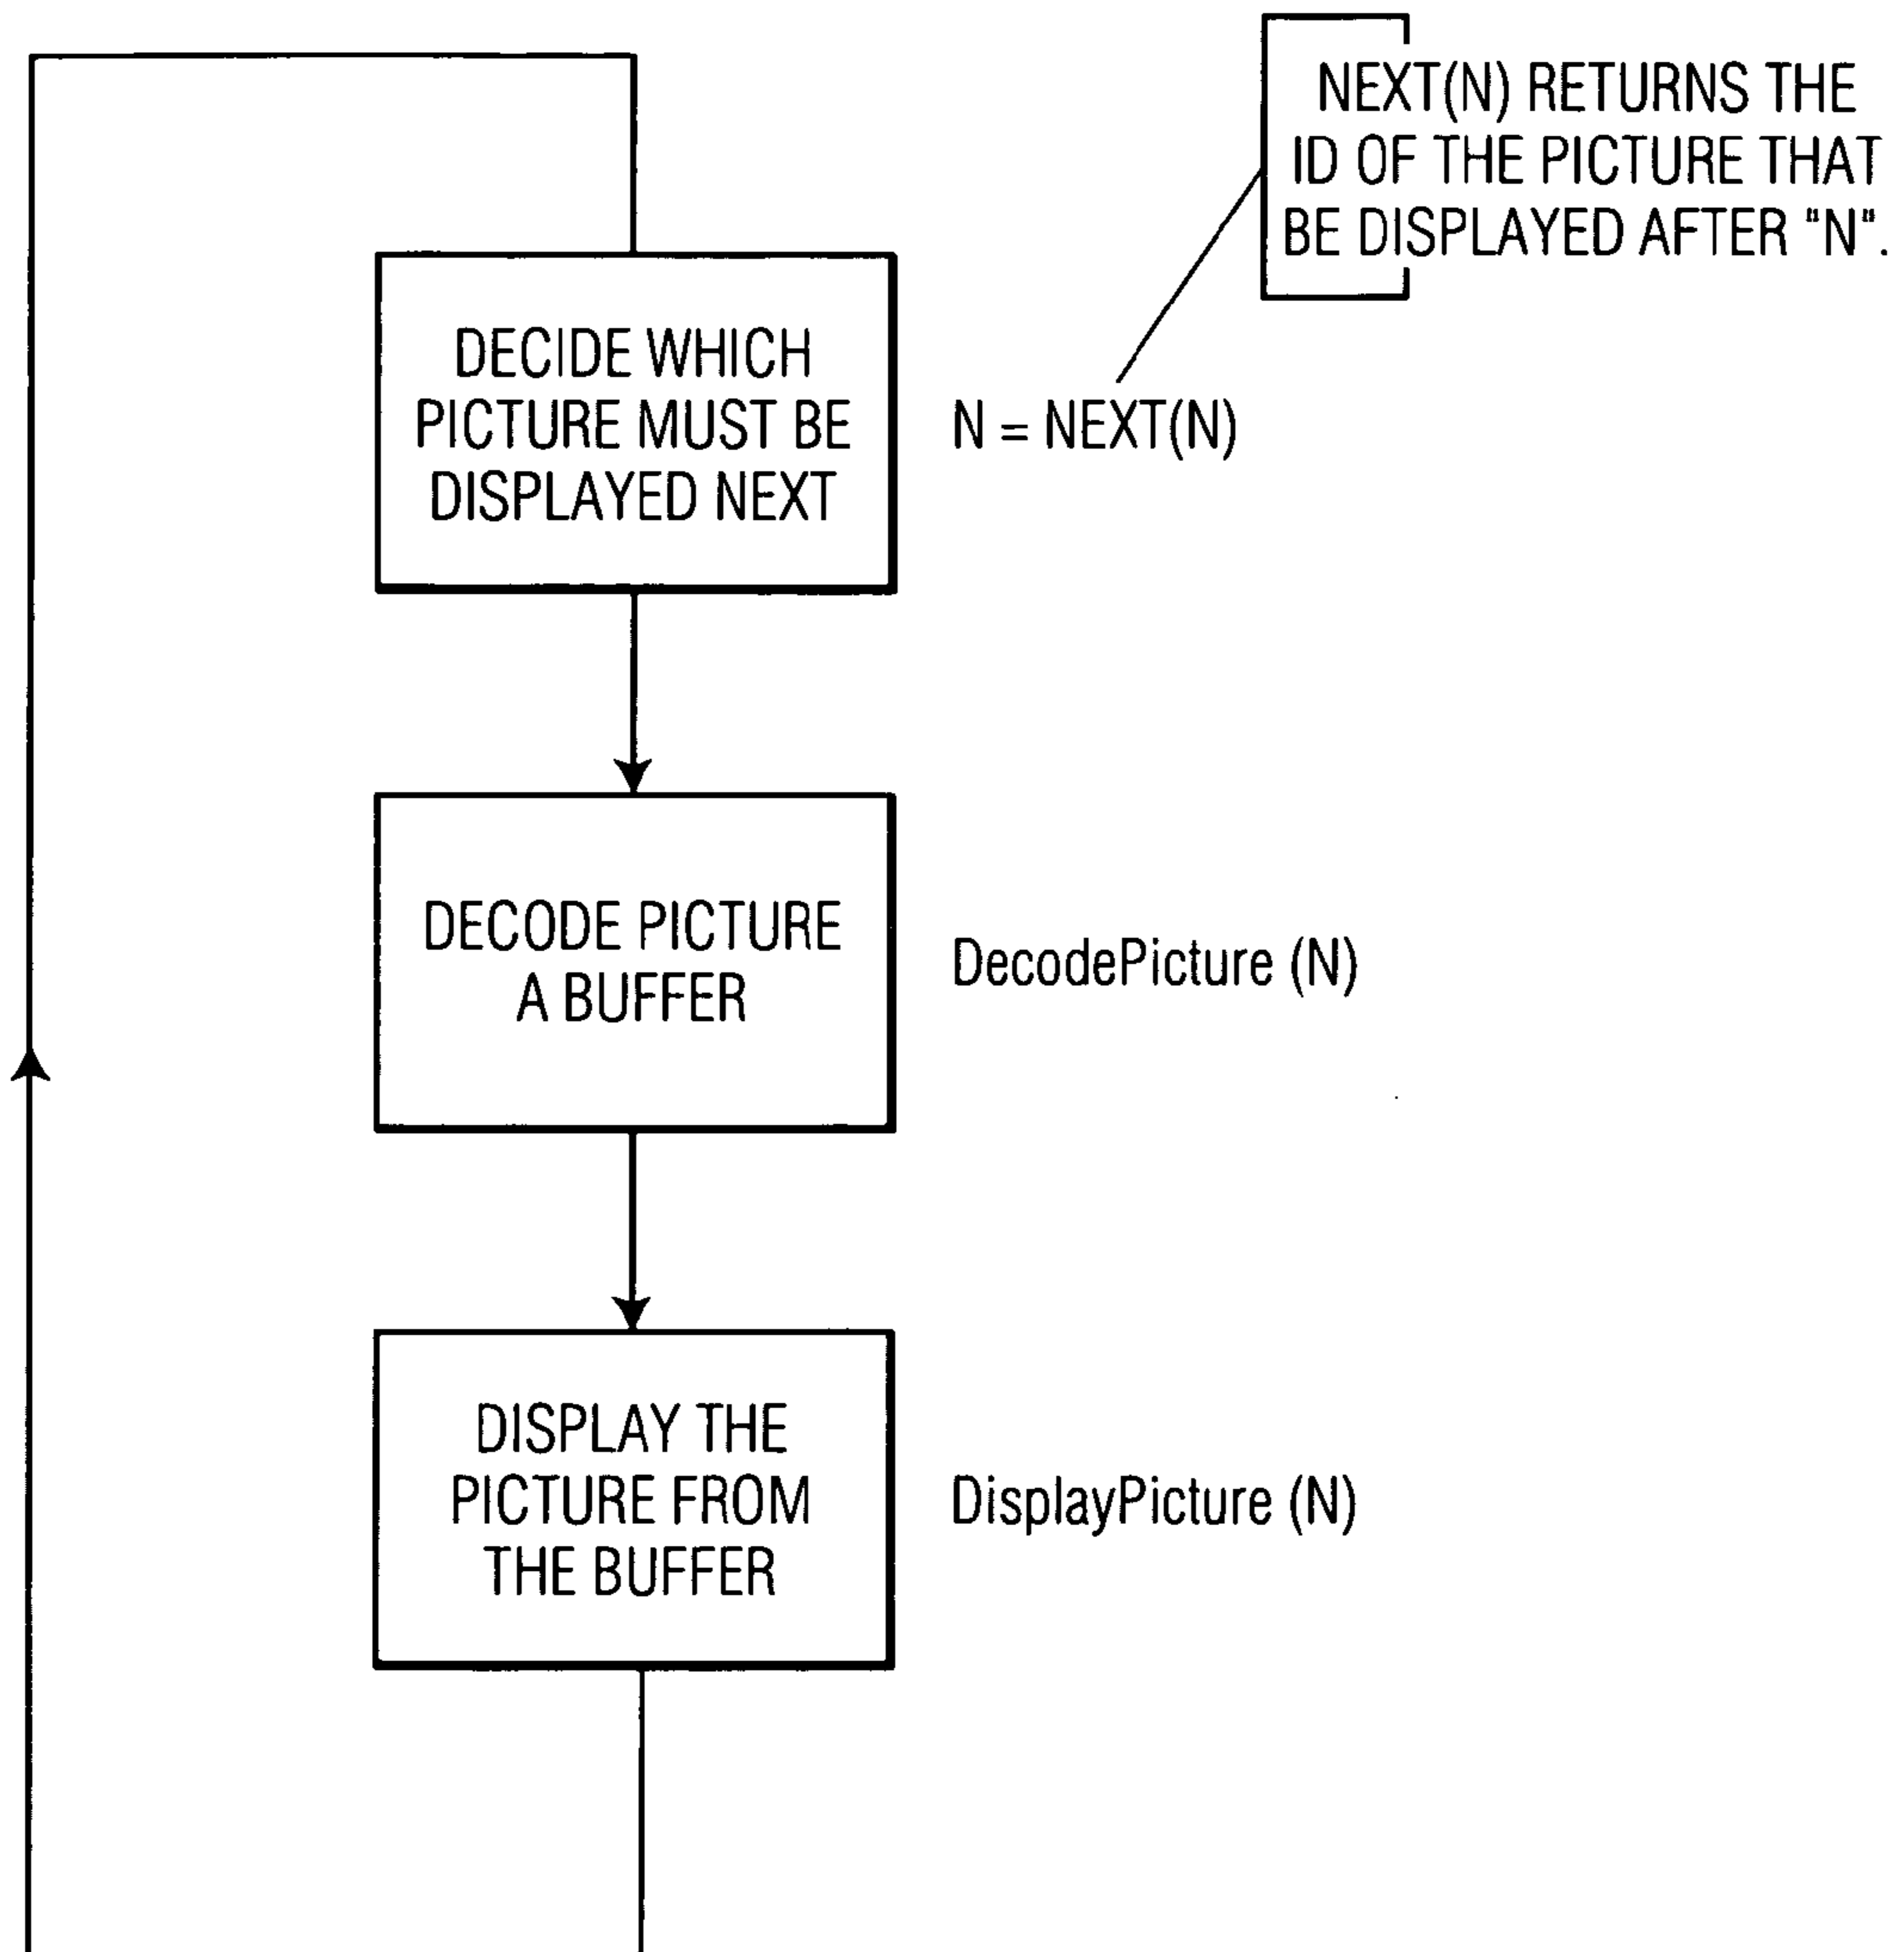 NEXT(N) RETURNS THE
ID OF THE PICTURE THAT
BE DISPLAYED AFTER "N".
DECIDE WHICH
PICTURE MUST BE
DISPLAYED NEXT
N = NEXT(N)
DECODE PICTURE
A BUFFER
DecodePicture (N)
DISPLAY THE
PICTURE FROM
THE BUFFER
DisplayPicture (N)